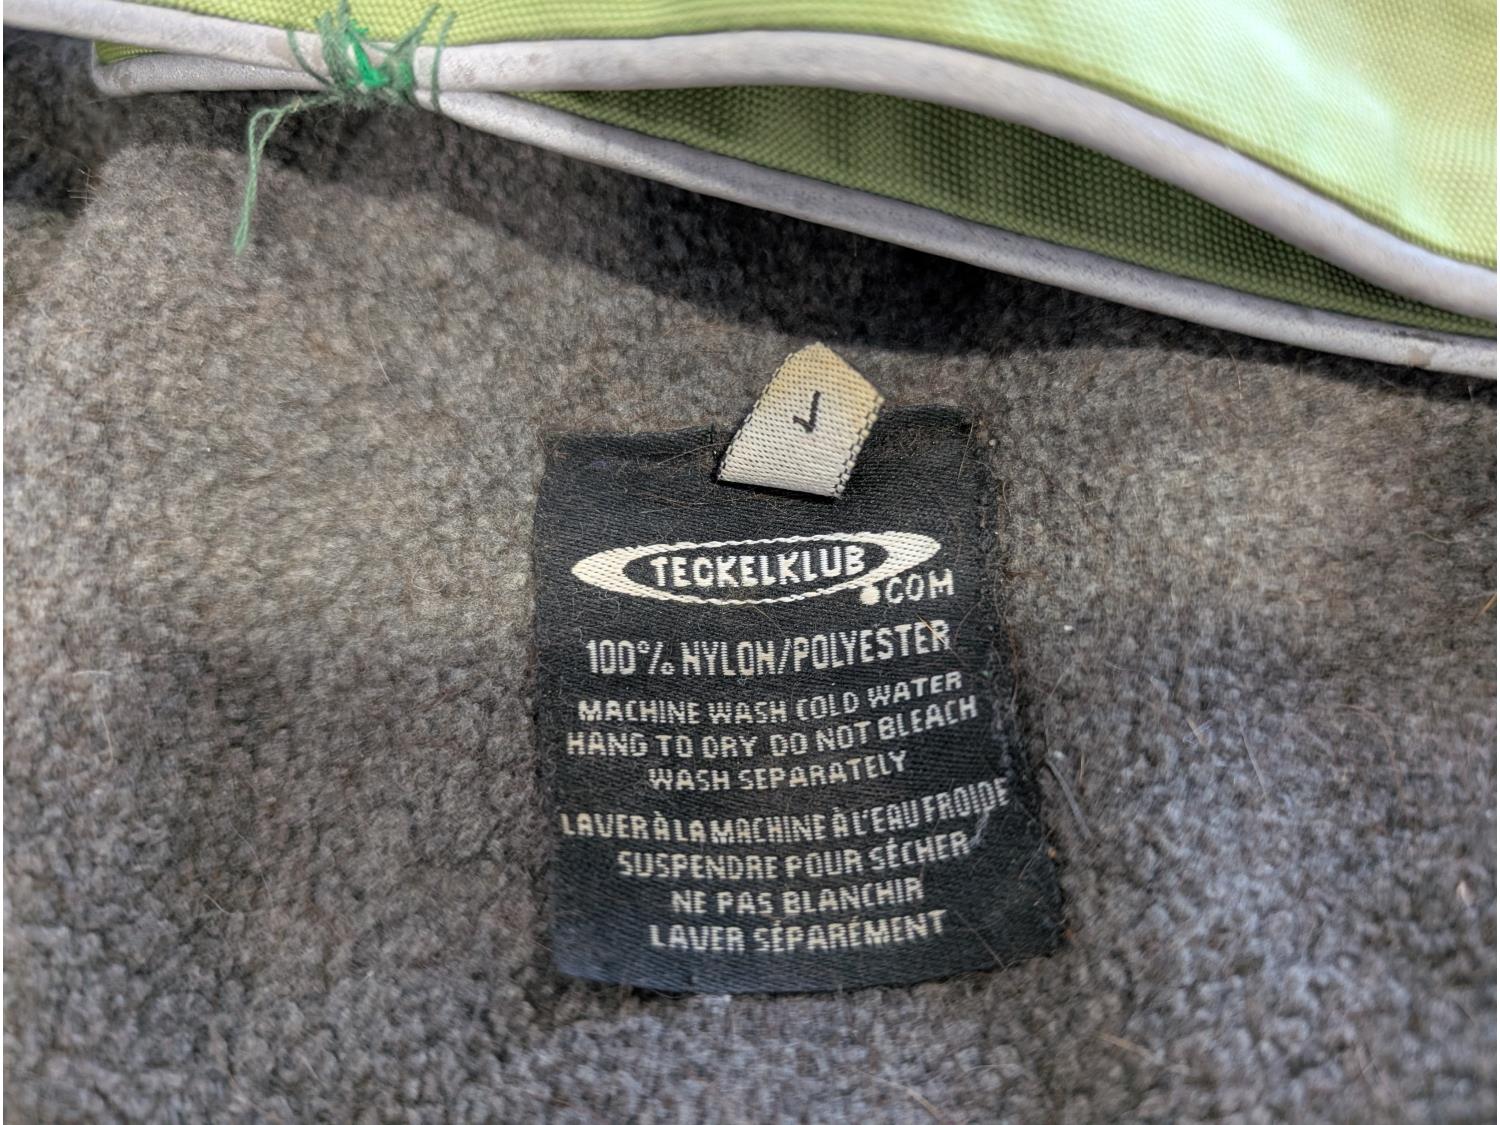 TECKELKLUB
.COM
100% NYLON/POLYESTER
MACHINE WASH COLD WATER
HANG TO DRY DO NOT BLEACH
WASH SEPARATELY
LAVER À LA MACHINE À L'EAU FROIDE
SUSPENDRE POUR SÉCHER
NE PAS BLANCHIR
LAVER SÉPARÉMENT